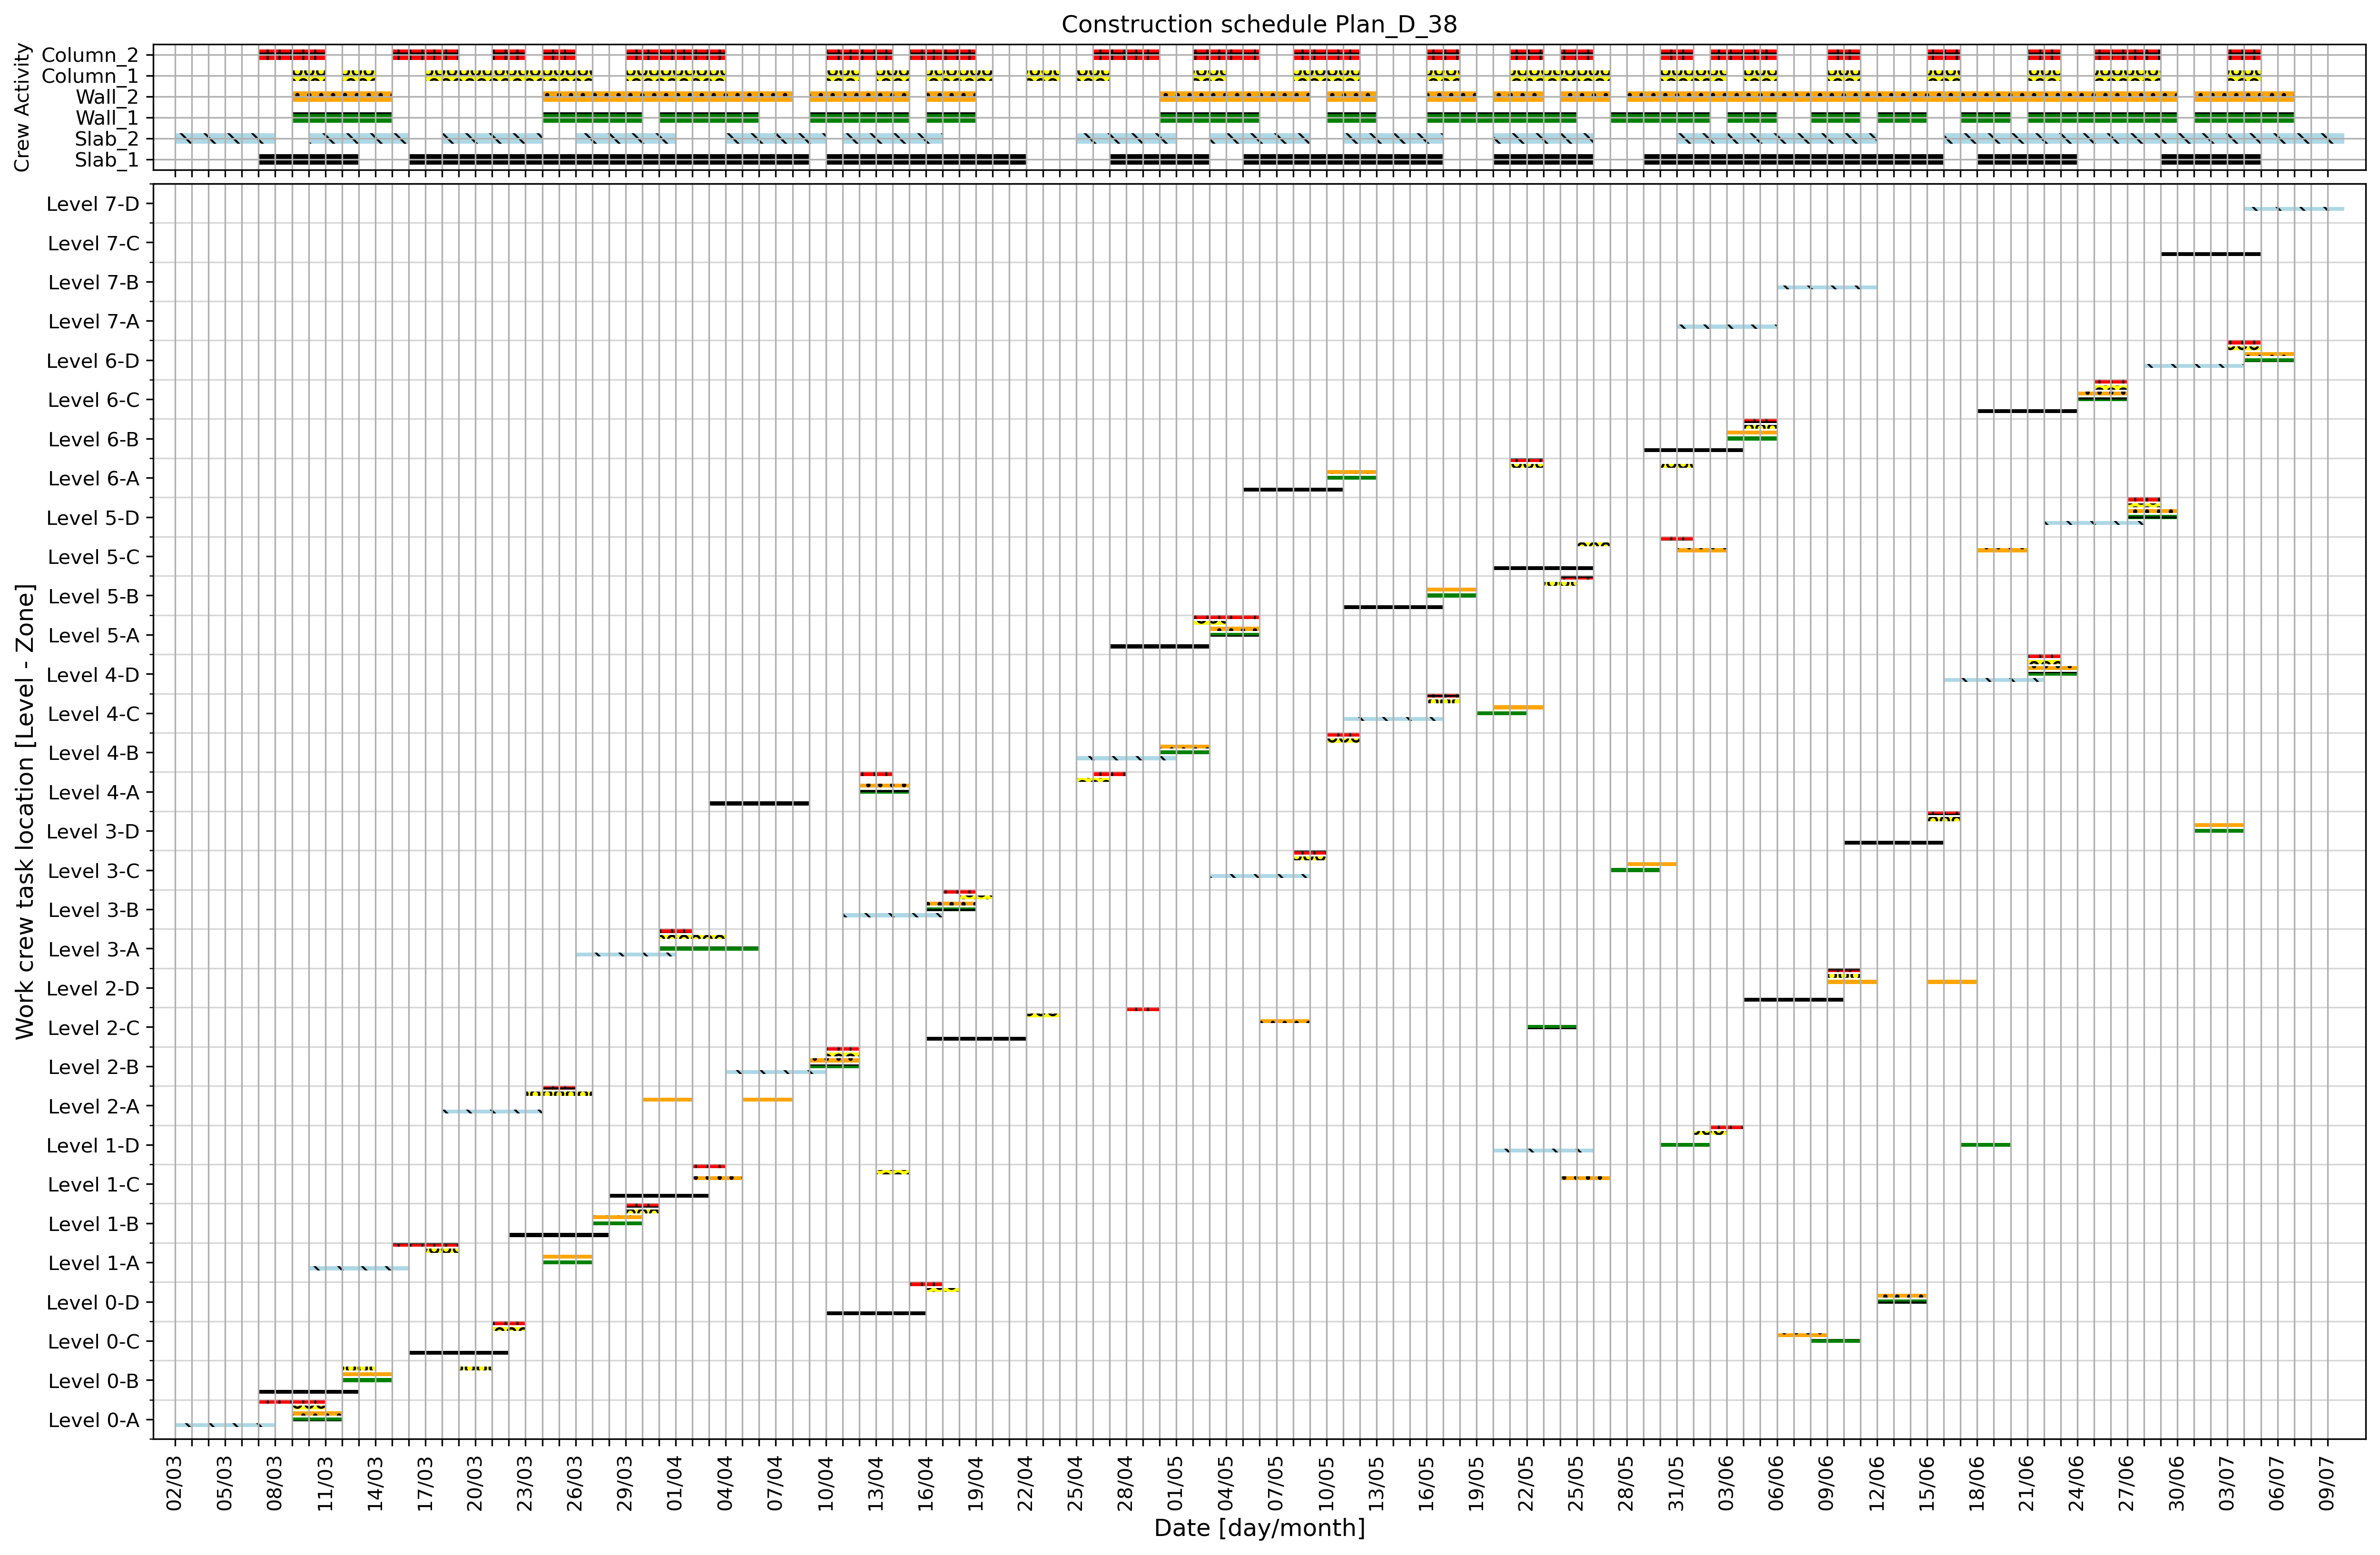 Construction schedule Plan_D_38
Crew Activity
Column_2
Column_1
Wall_2
Wall_1
Slab_2
Slab_1
Work crew task location [Level - Zone]
Level 7-D
Level 7-C
Level 7-B
Level 7-A
Level 6-D
Level 6-C
Level 6-B
Level 6-A
Level 5-D
Level 5-C
Level 5-B
Level 5-A
Level 4-D
Level 4-C
Level 4-B
Level 4-A
Level 3-D
Level 3-C
Level 3-B
Level 3-A
Level 2-D
Level 2-C
Level 2-B
Level 2-A
Level 1-D
Level 1-C
Level 1-B
Level 1-A
Level 0-D
Level 0-C
Level 0-B
Level 0-A
02/03
05/03
08/03
11/03
14/03
17/03
20/03
23/03
26/03
29/03
01/04
04/04
07/04
10/04
13/04
16/04
19/04
22/04
25/04
28/04
01/05
04/05
07/05
10/05
13/05
16/05
19/05
22/05
25/05
28/05
31/05
03/06
06/06
09/06
12/06
15/06
18/06
21/06
24/06
27/06
30/06
03/07
06/07
09/07
Date [day/month]